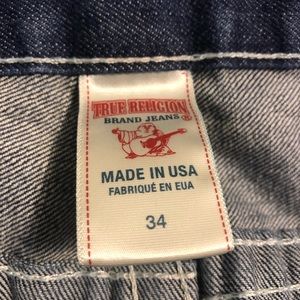 TRUE RELIGION®
BRAND JEANS
MADE IN USA
FABRIQUÉ EN EUA
34